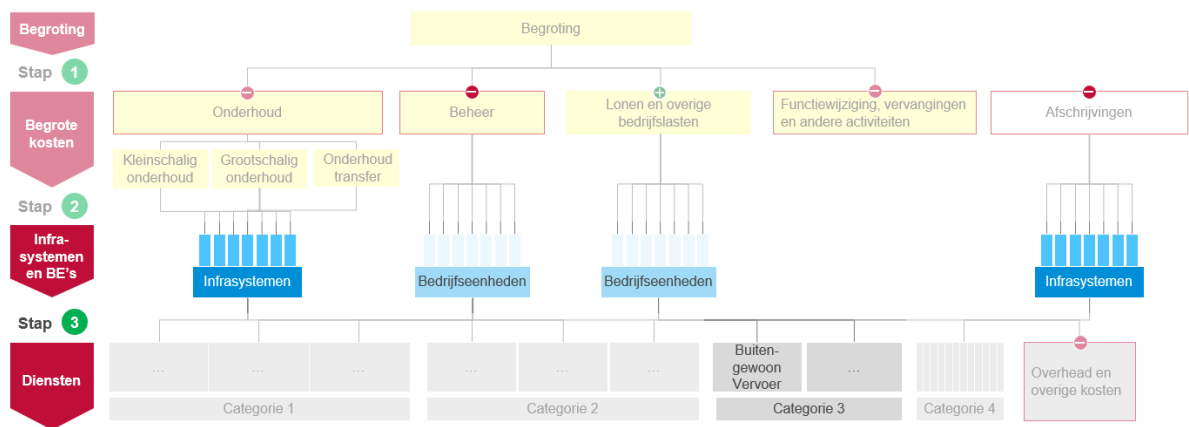 Begroting
Begroting
Stap 1
Begrote
kosten
Onderhoud
Beheer
Lonen en overige
bedrijfslasten
Functiewijziging, vervangingen
en andere activiteiten
Afschrijvingen
Kleinschalig
onderhoud
Grootschalig
onderhoud
Onderhoud
transfer
Stap 2
Infra-
systemen
en BE's
Infrasystemen
Bedrijfseenheden
Bedrijfseenheden
Infrasystemen
Stap 3
Diensten
...
...
...
...
...
...
Buiten-
gewoon
Vervoer
...
Overhead en
overige kosten
Categorie 1
Categorie 2
Categorie 3
Categorie 4